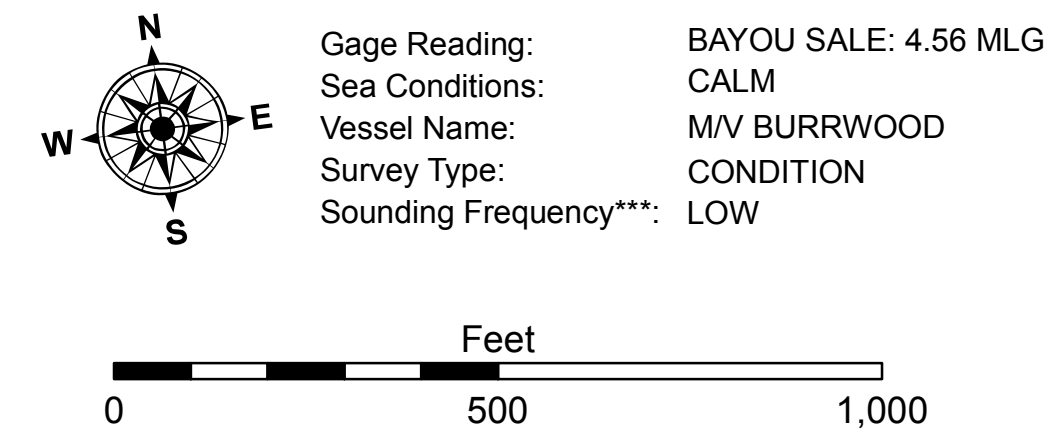 N
W E
S
Gage Reading: BAYOU SALE: 4.56 MLG
Sea Conditions: CALM
Vessel Name: M/V BURRWOOD
Survey Type: CONDITION
Sounding Frequency***: LOW
Feet
0 500 1,000